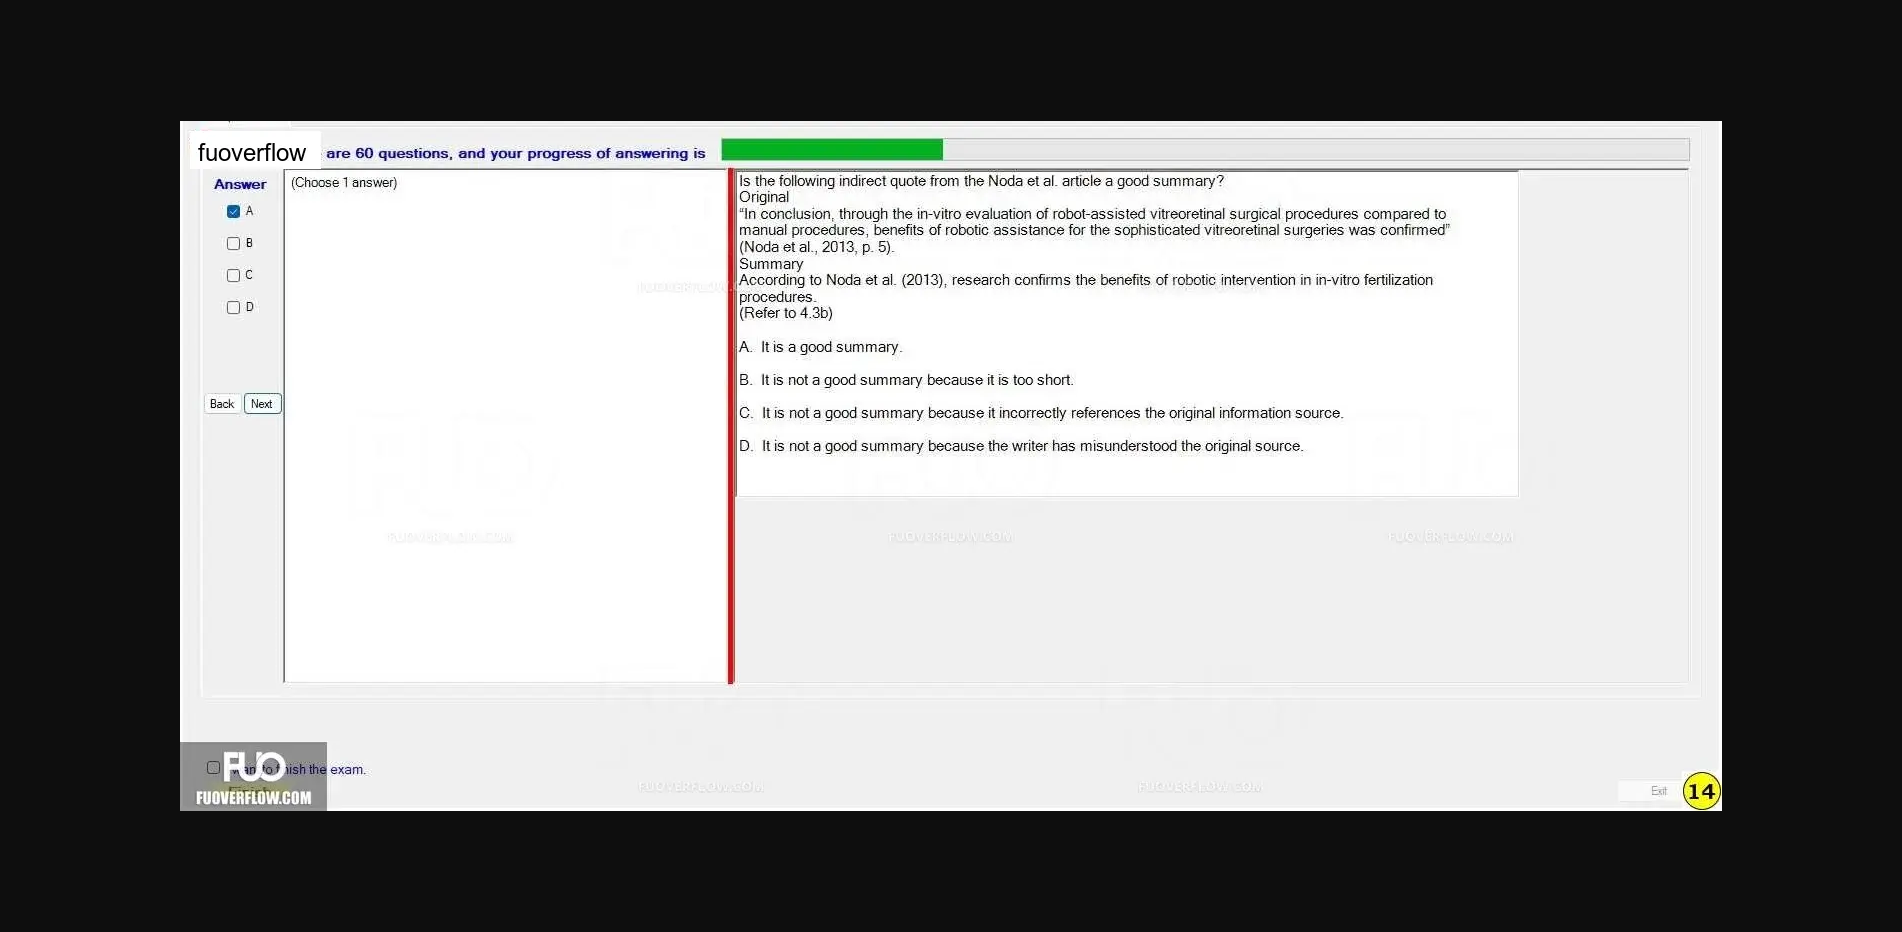 fuoverflow are 60 questions, and your progress of answering is
Answer
A
B
C
D
Back Next
(Choose 1 answer)
Is the following indirect quote from the Noda et al. article a good summary?
Original
“In conclusion, through the in-vitro evaluation of robot-assisted vitreoretinal surgical procedures compared to
manual procedures, benefits of robotic assistance for the sophisticated vitreoretinal surgeries was confirmed”
(Noda et al., 2013, p. 5).
Summary
According to Noda et al. (2013), research confirms the benefits of robotic intervention in in-vitro fertilization
procedures.
(Refer to 4.3b)
A. It is a good summary.
B. It is not a good summary because it is too short.
C. It is not a good summary because it incorrectly references the original information source.
D. It is not a good summary because the writer has misunderstood the original source.
FUOVERFLOW.COM
FUOVERFLOW.COM
FUOVERFLOW.COM
FUOVERFLOW.COM
the exam.
FUO
FUOVERFLOW.COM
FUOVERFLOW.COM
FUOVERFLOW.COM
Exit
14